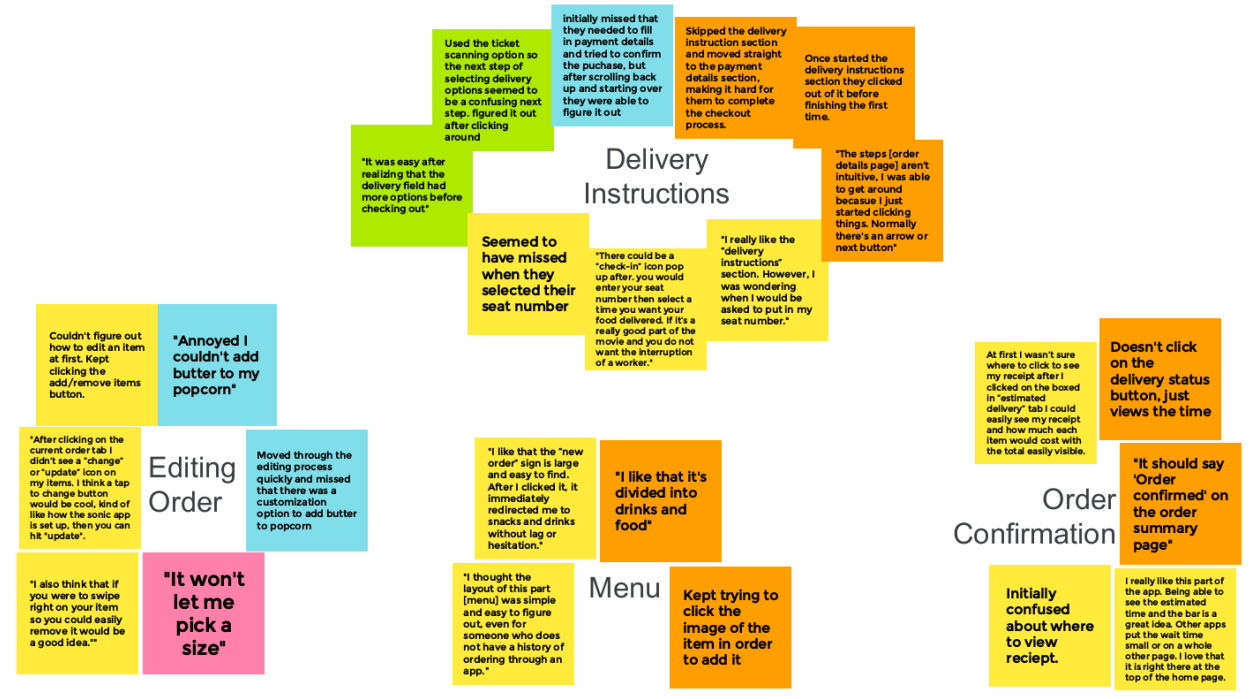 Used the ticket
scanning option so
the next step of
selecting delivery
options seemed to
be a confusing next
step. figured it out
after clicking
around
initially missed that
they needed to fill
in payment details
and tried to confirm
the puchase, but
after scrolling back
up and starting over
they were able to
figure it out
Skipped the delivery
instruction section
and moved straight
to the payment
details section,
making it hard for
them to complete
the checkout
process.
Once started the
delivery instructions
section they clicked
out of it before
finishing the first
time.
"It was easy after
realizing that the
delivery field had
more options before
checking out"
Delivery
Instructions
"The steps [order
details page] aren't
intuitive, I was able
to get around
becasue I just
started clicking
things. Normally
there's an arrow or
next button"
Seemed to
have missed
when they
selected their
seat number
"There could be a
"check-in" icon pop
up after. you would
enter your seat
number then select a
time you want your
food delivered. If it's a
really good part of the
movie and you do not
want the interruption
of a worker."
"I really like the
"delivery
instructions"
section. However, I
was wondering
when I would be
asked to put in my
seat number."
Couldn't figure out
how to edit an item
at first. Kept
clicking the
add/remove items
button.
"Annoyed I
couldn't add
butter to my
popcorn"
"After clicking on the
current order tab I
didn't see a "change"
or "update" icon on
my items. I think a tap
to change button
would be cool, kind of
like how the sonic app
is set up, then you can
hit "update".
Editing
Order
Moved through the
editing process
quickly and missed
that there was a
customization
option to add butter
to popcorn
"I also think that if
you were to swipe
right on your item
so you could easily
remove it would be
a good idea.""
"It won't
let me
pick a
size"
"I like that the "new
order" sign is large
and easy to find.
After I clicked it, it
immediately
redirected me to
snacks and drinks
without lag or
hesitation."
"I like that it's
divided into
drinks and
food"
"I thought the
layout of this part
[menu] was simple
and easy to figure
out, even for
someone who does
not have a history of
ordering through an
app."
Menu
Kept trying to
click the
image of the
item in order
to add it
At first I wasn't sure
where to click to see
my receipt after I
clicked on the boxed
in "estimated
delivery" tab I could
easily see my receipt
and how much each
item would cost with
the total easily visible.
Doesn't click
on the
delivery status
button, just
views the time
Order
Confirmation
"It should say
'Order
confirmed' on
the order
summary
page"
Initially
confused
about where
to view
reciept.
I really like this part of
the app. Being able to
see the estimated
time and the bar is a
great idea. Other apps
put the wait time
small or on a whole
other page. I love that
it is right there at the
top of the home page.